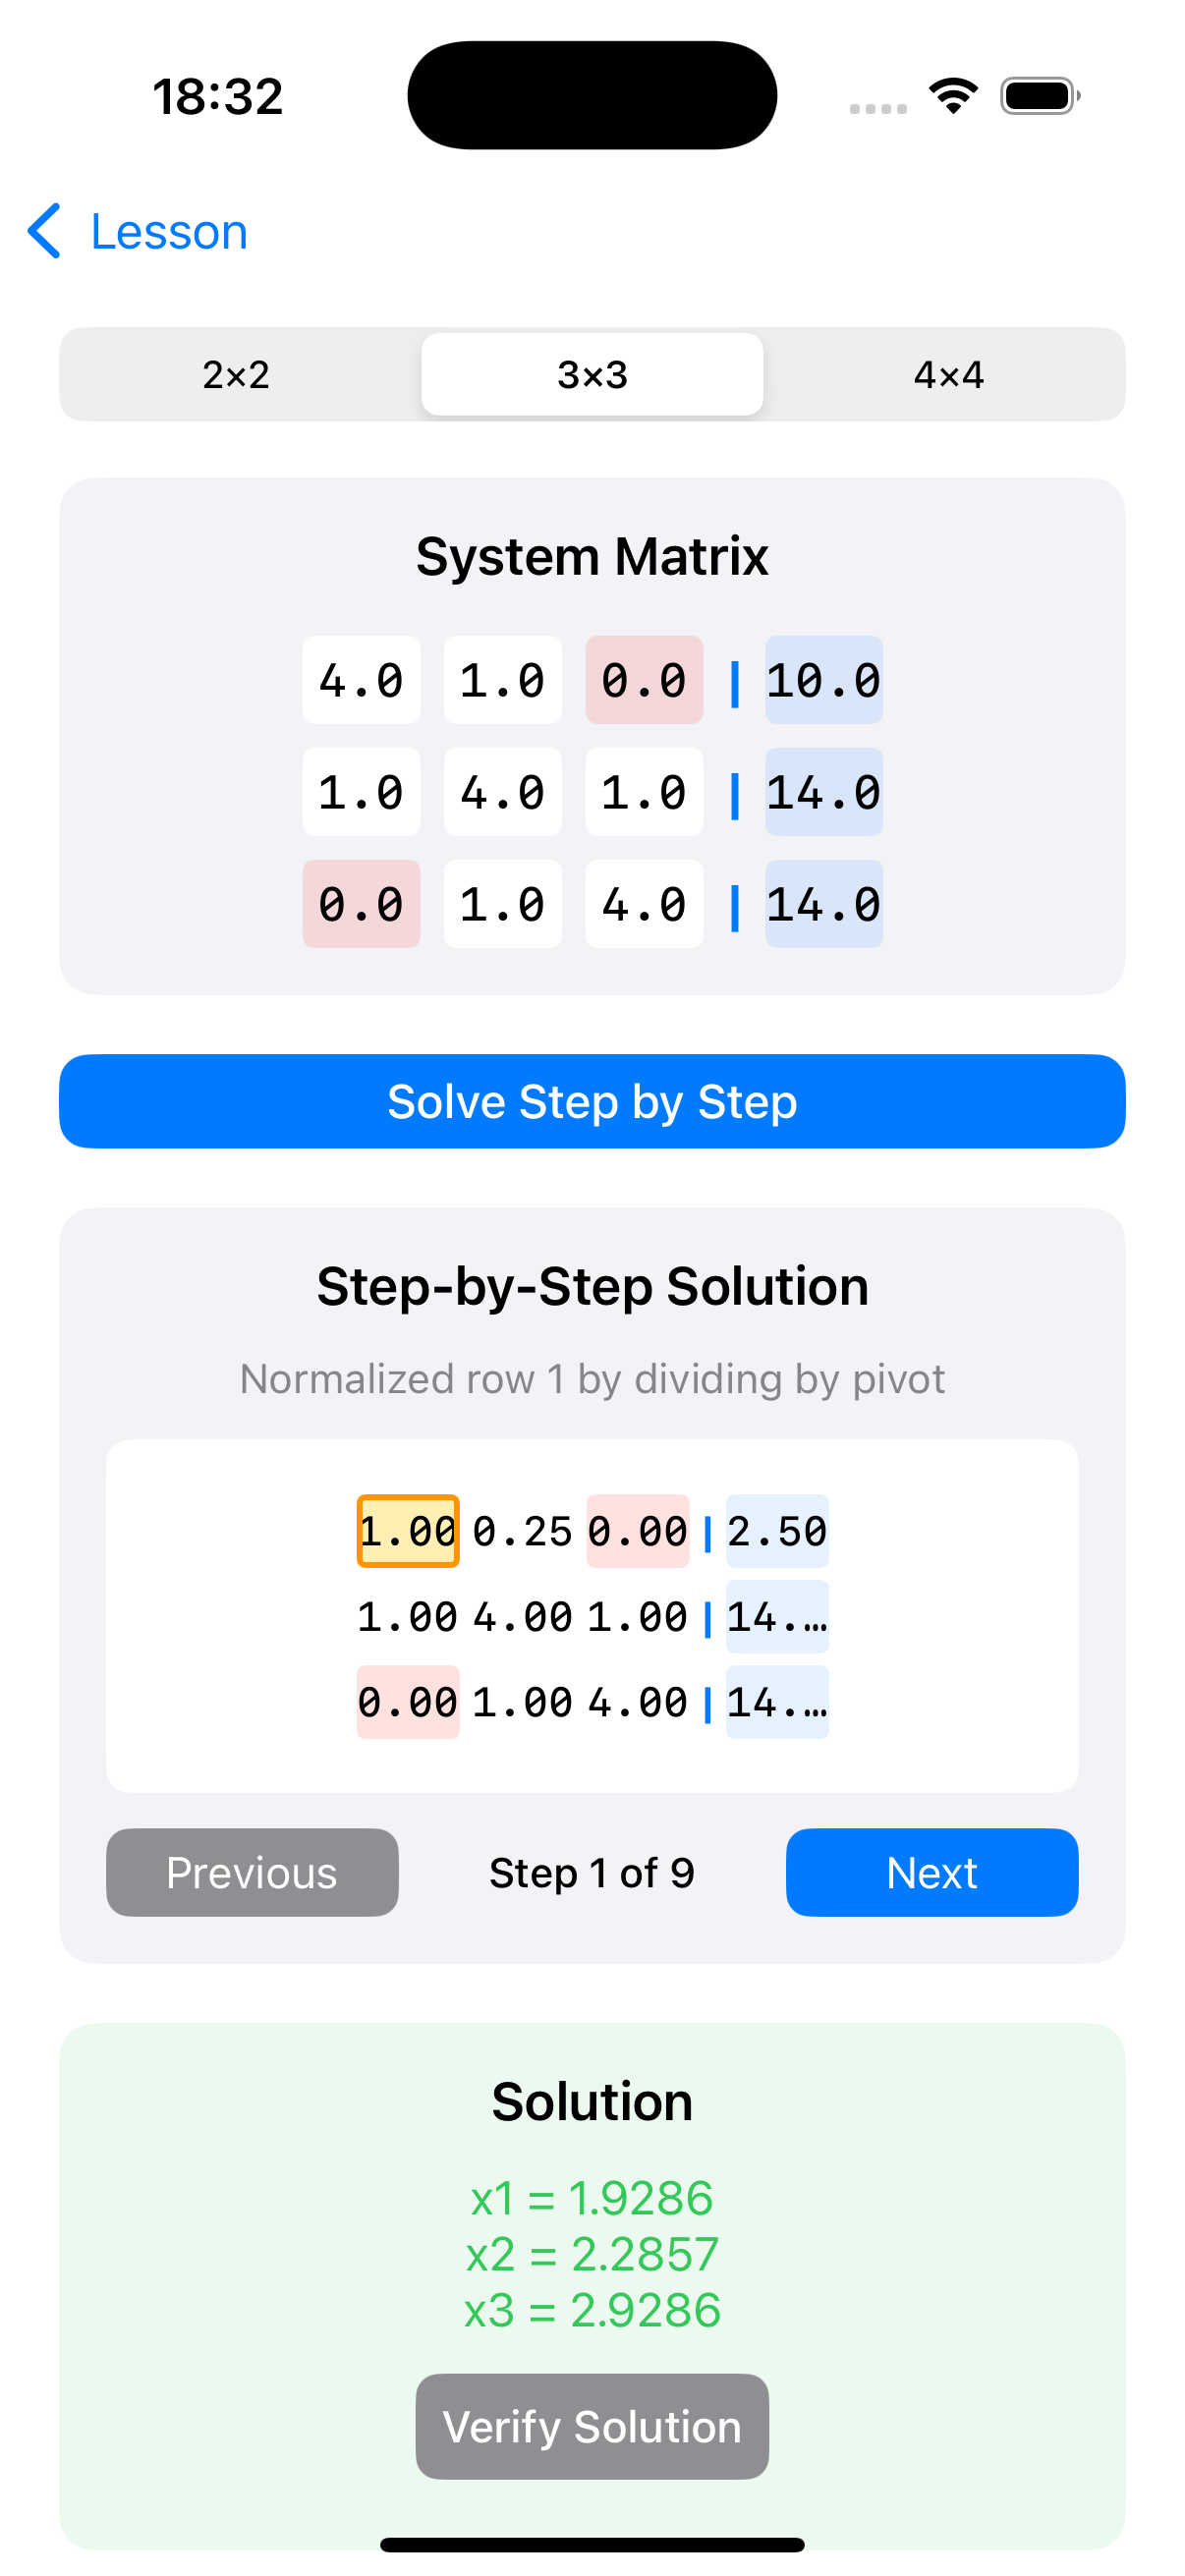 18:32
Lesson
2×2 3×3 4×4
System Matrix
4.0 1.0 0.0 | 10.0
1.0 4.0 1.0 | 14.0
0.0 1.0 4.0 | 14.0
Solve Step by Step
Step-by-Step Solution
Normalized row 1 by dividing by pivot
1.00 0.25 0.00 | 2.50
1.00 4.00 1.00 | 14.…
0.00 1.00 4.00 | 14.…
Previous Step 1 of 9 Next
Solution
x1 = 1.9286
x2 = 2.2857
x3 = 2.9286
Verify Solution